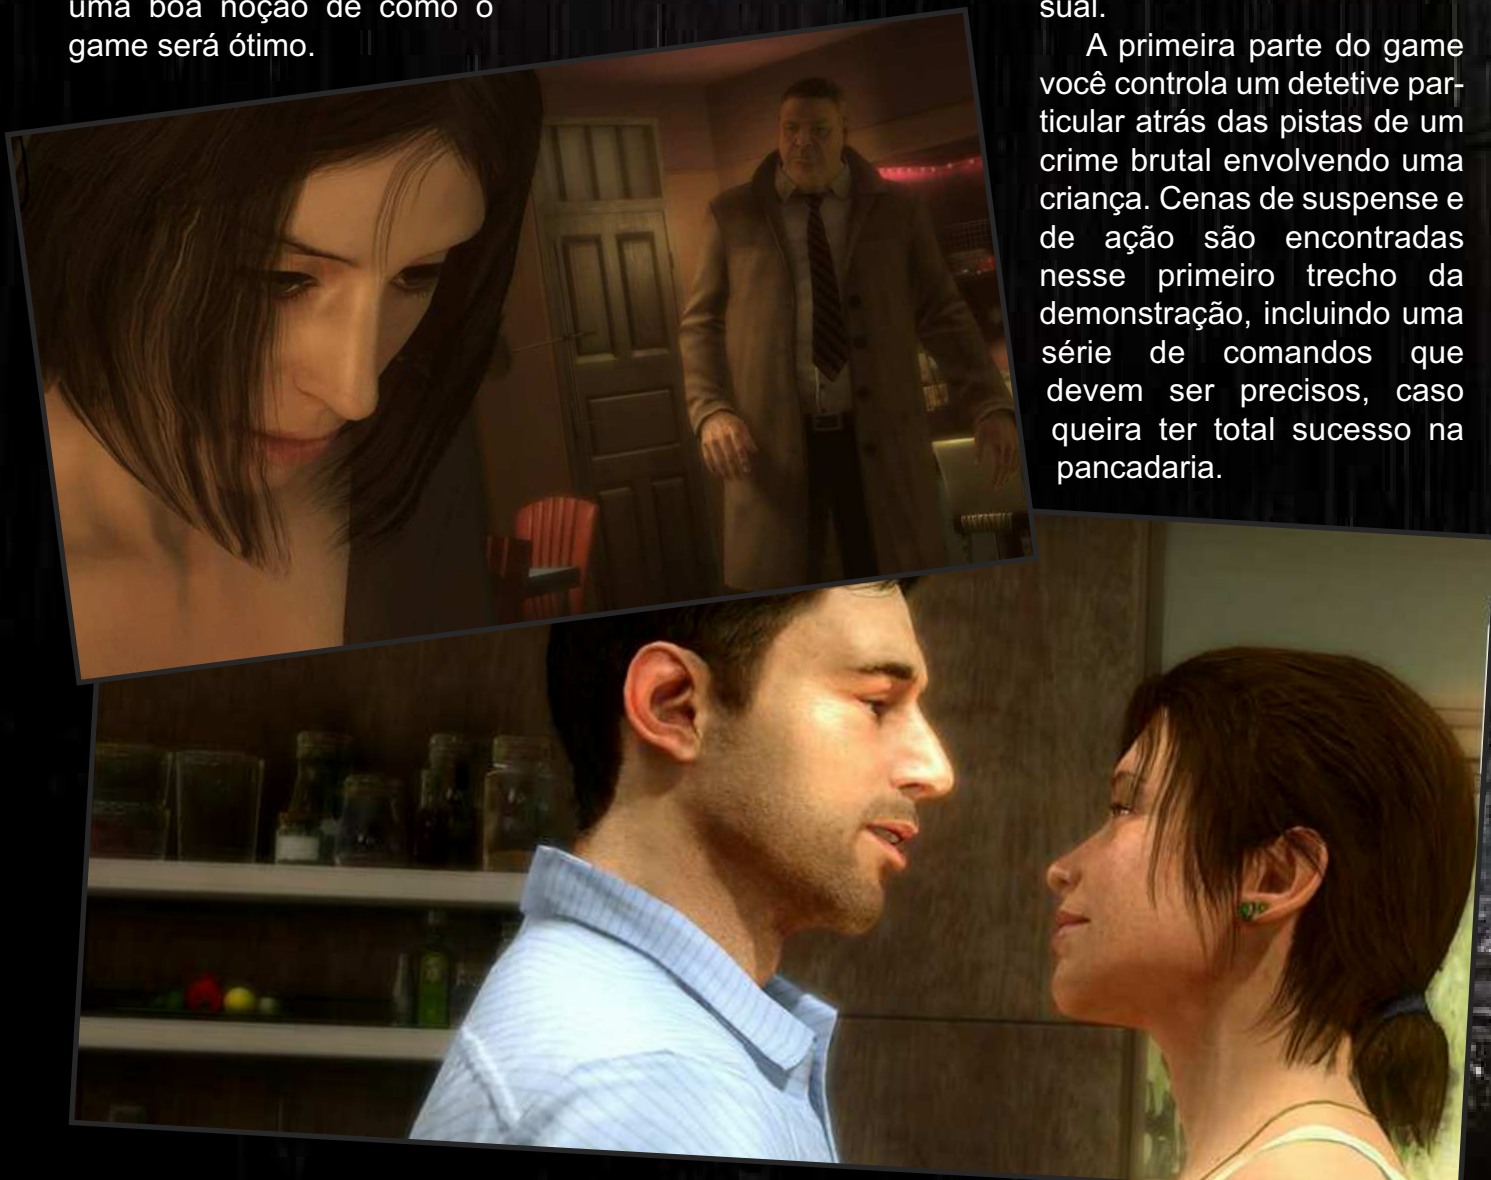 uma boa noção de como o
game será ótimo.
sual.
A primeira parte do game
você controla um detetive par-
ticular atrás das pistas de um
crime brutal envolvendo uma
criança. Cenas de suspense e
de ação são encontradas
nesse primeiro trecho da
demonstração, incluindo uma
série de comandos que
devem ser precisos, caso
queira ter total sucesso na
pancadaria.